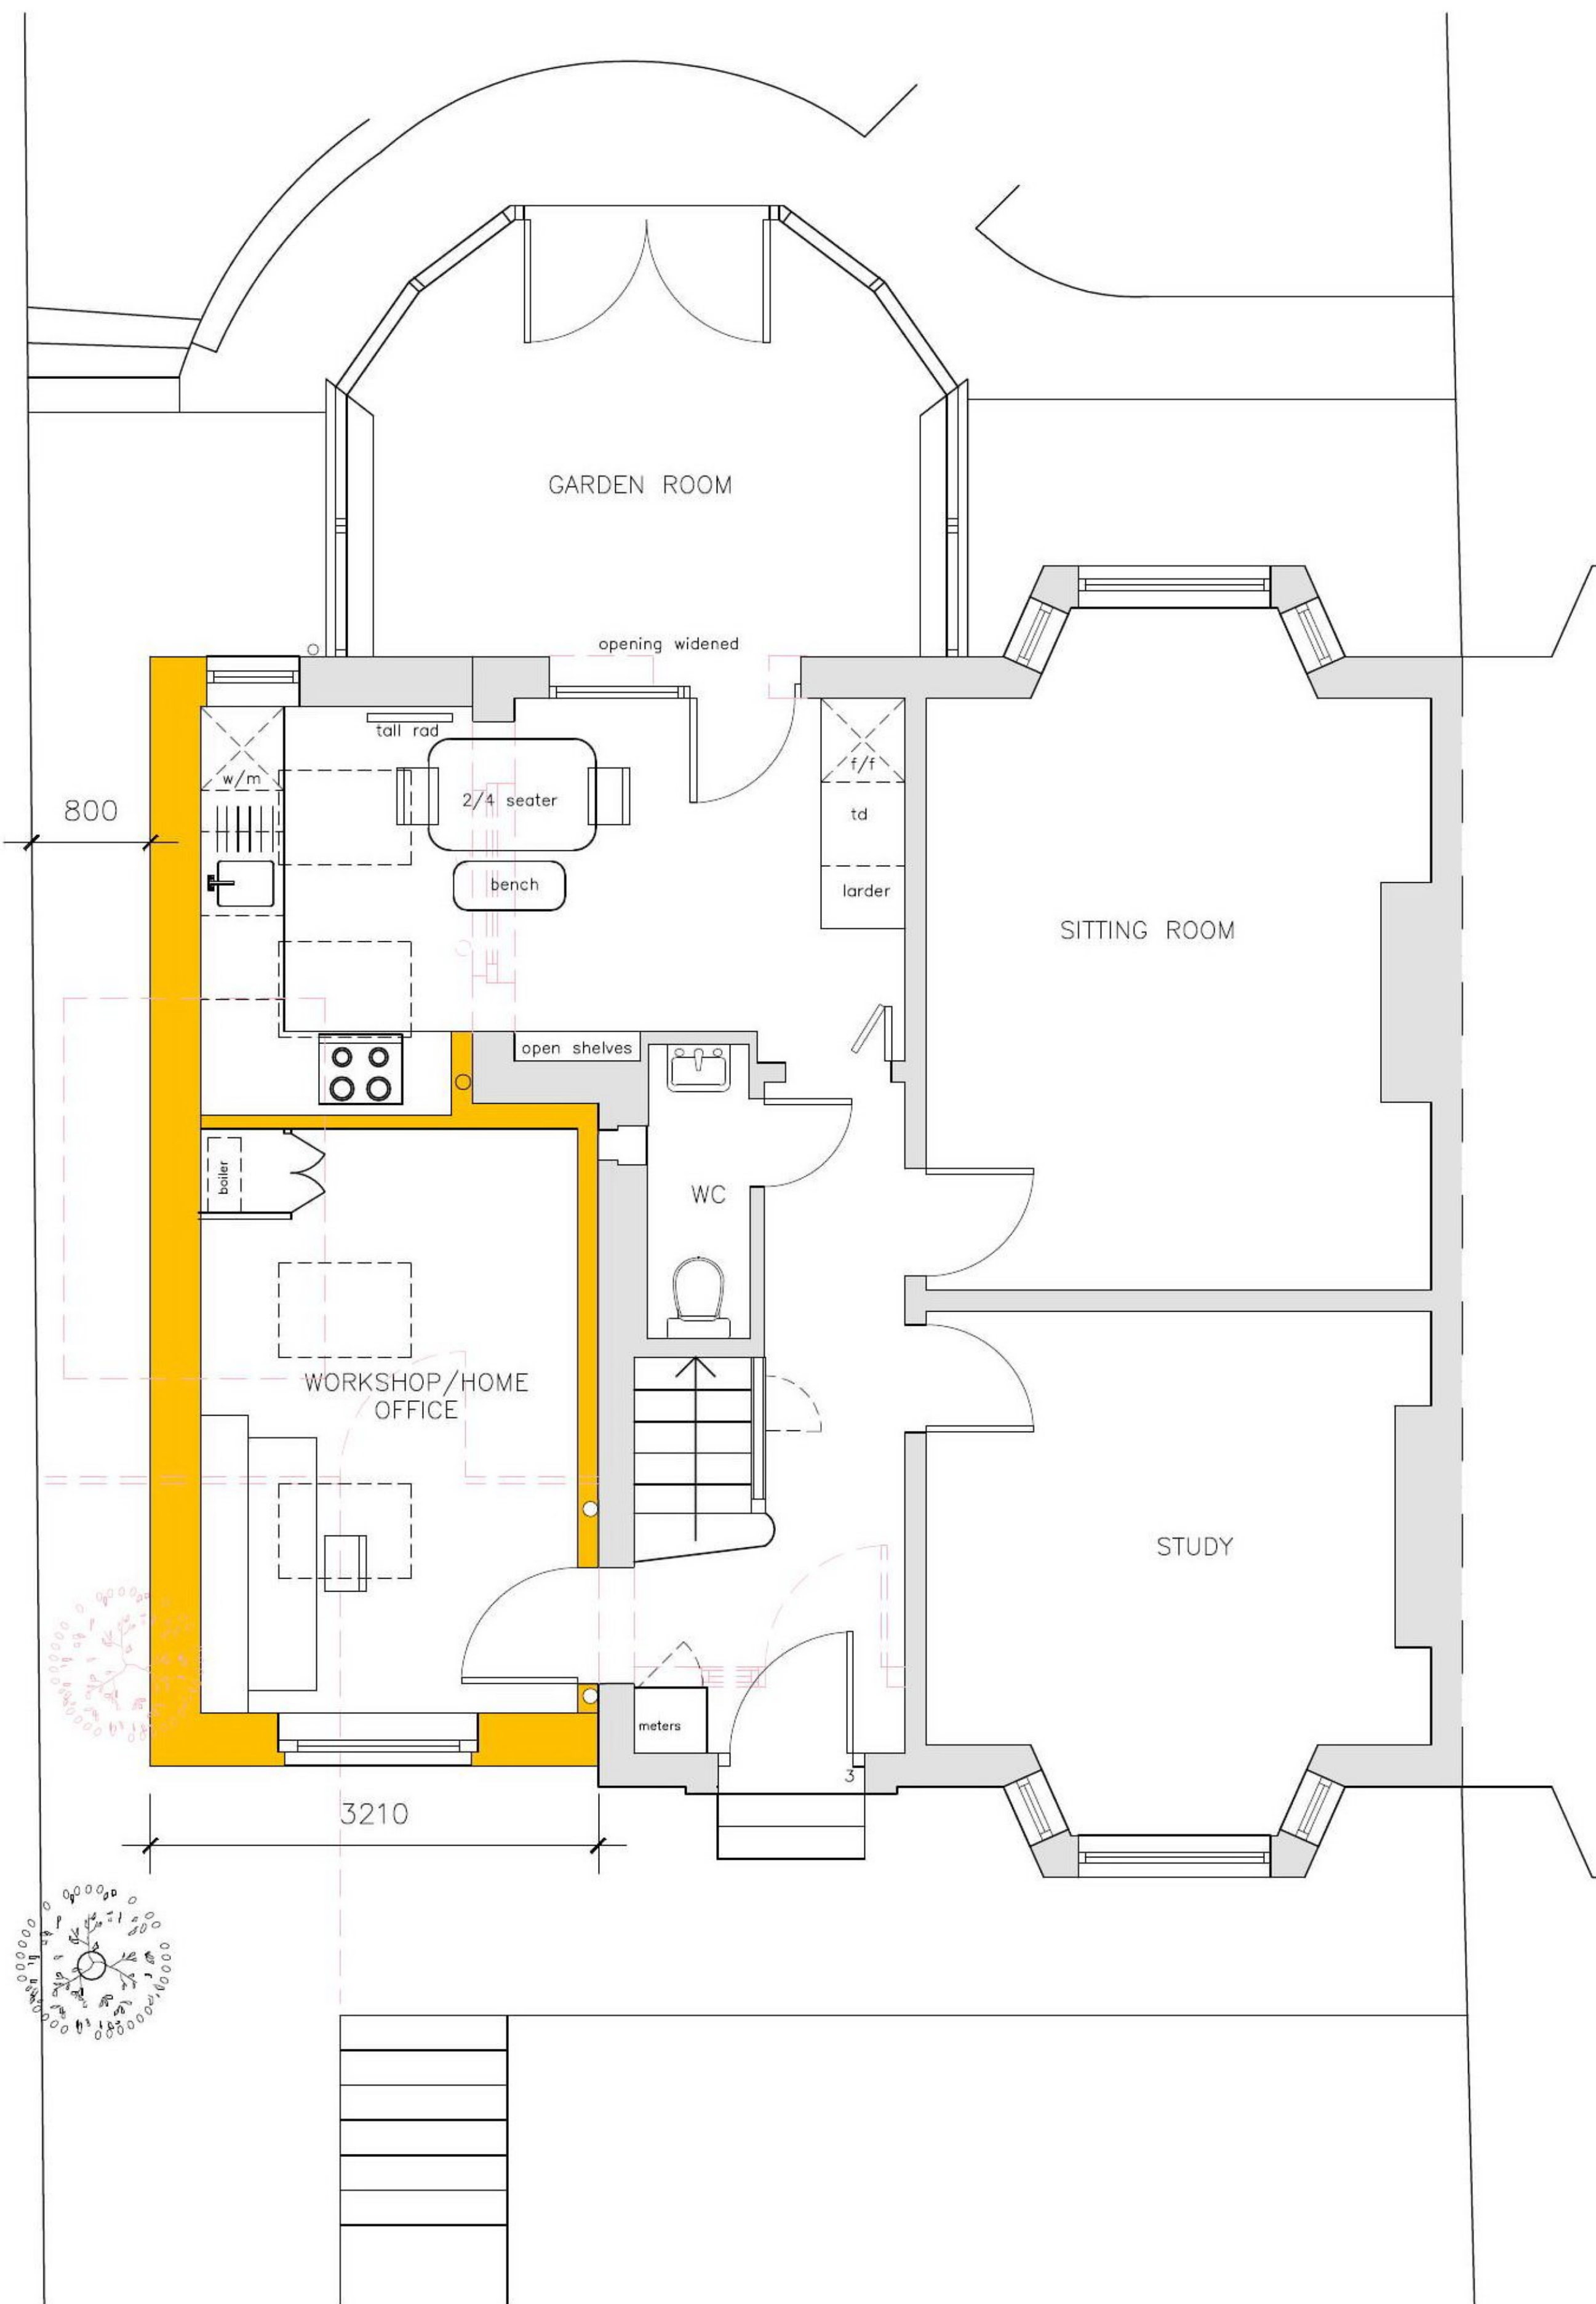 GARDEN ROOM
opening widened
tall rad
w/m
2/4 seater
f/f
td
800
bench
larder
SITTING ROOM
open shelves
boiler
WC
WORKSHOP/HOME
OFFICE
STUDY
meters
3
3210